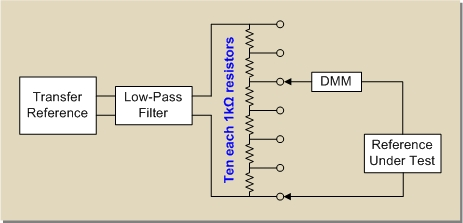 Transfer
Reference
Low-Pass
Filter
Ten each 1kΩ resistors
DMM
Reference
Under Test